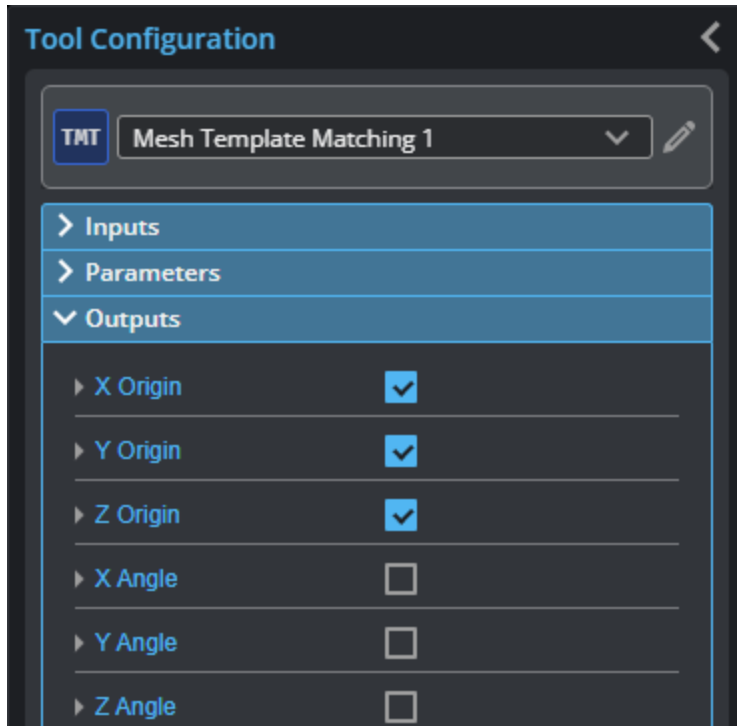 Tool Configuration
TMT Mesh Template Matching 1
Inputs
Parameters
Outputs
X Origin
Y Origin
Z Origin
X Angle
Y Angle
Z Angle